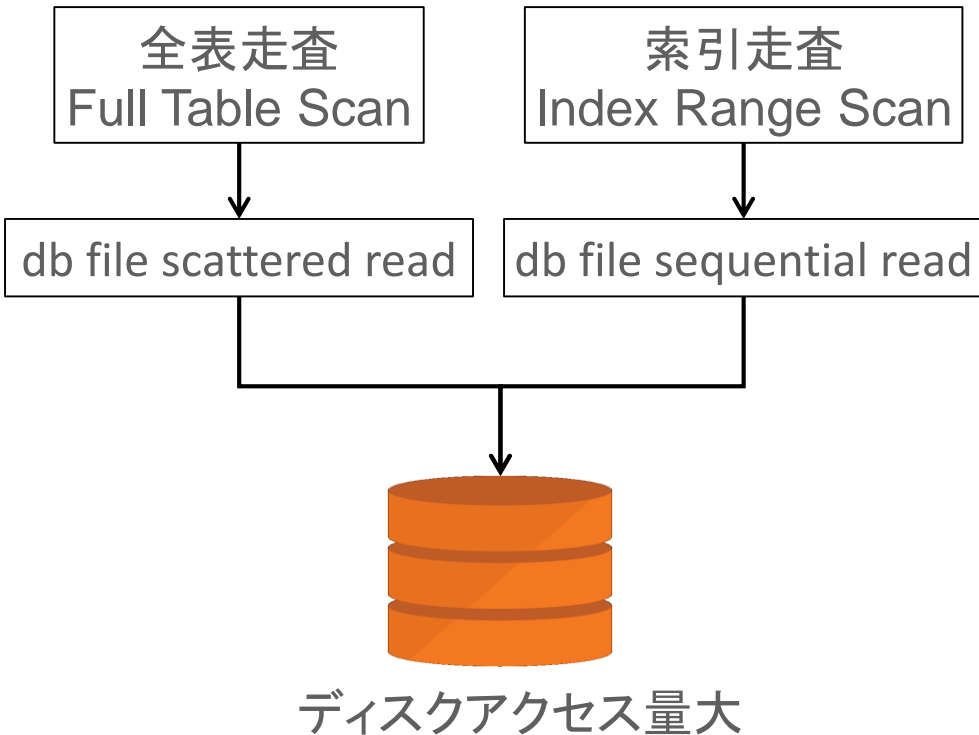 全表走査
Full Table Scan
索引走査
Index Range Scan
db file scattered read
db file sequential read
ディスクアクセス量大